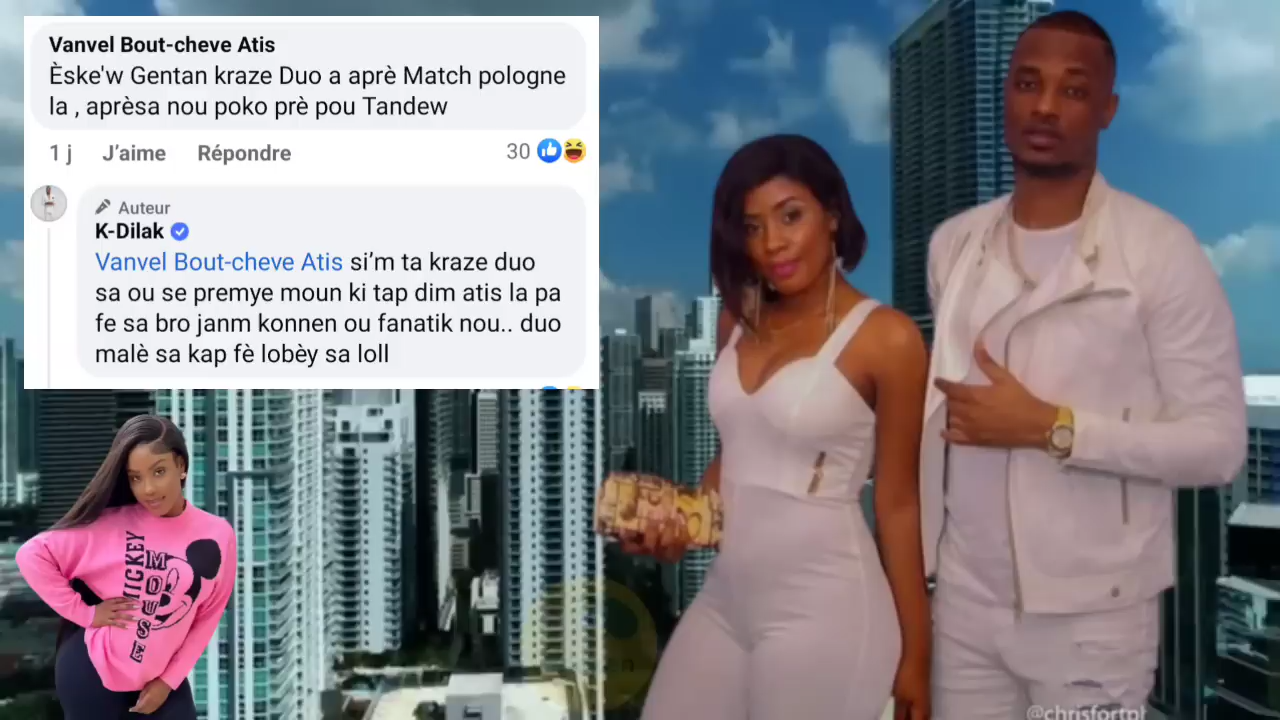 Vanvel Bout-cheve Atis
Èske'w Gentan kraze Duo a aprè Match pologne
la , aprèsa nou poko prè pou Tandew
1 j J’aime Répondre 30
Auteur
K-Dilak
Vanvel Bout-cheve Atis si’m ta kraze duo
sa ou se premye moun ki tap dim atis la pa
fe sa bro janm konnen ou fanatik nou.. duo
malè sa kap fè lobèy sa loll
MICKEY
MOUSE